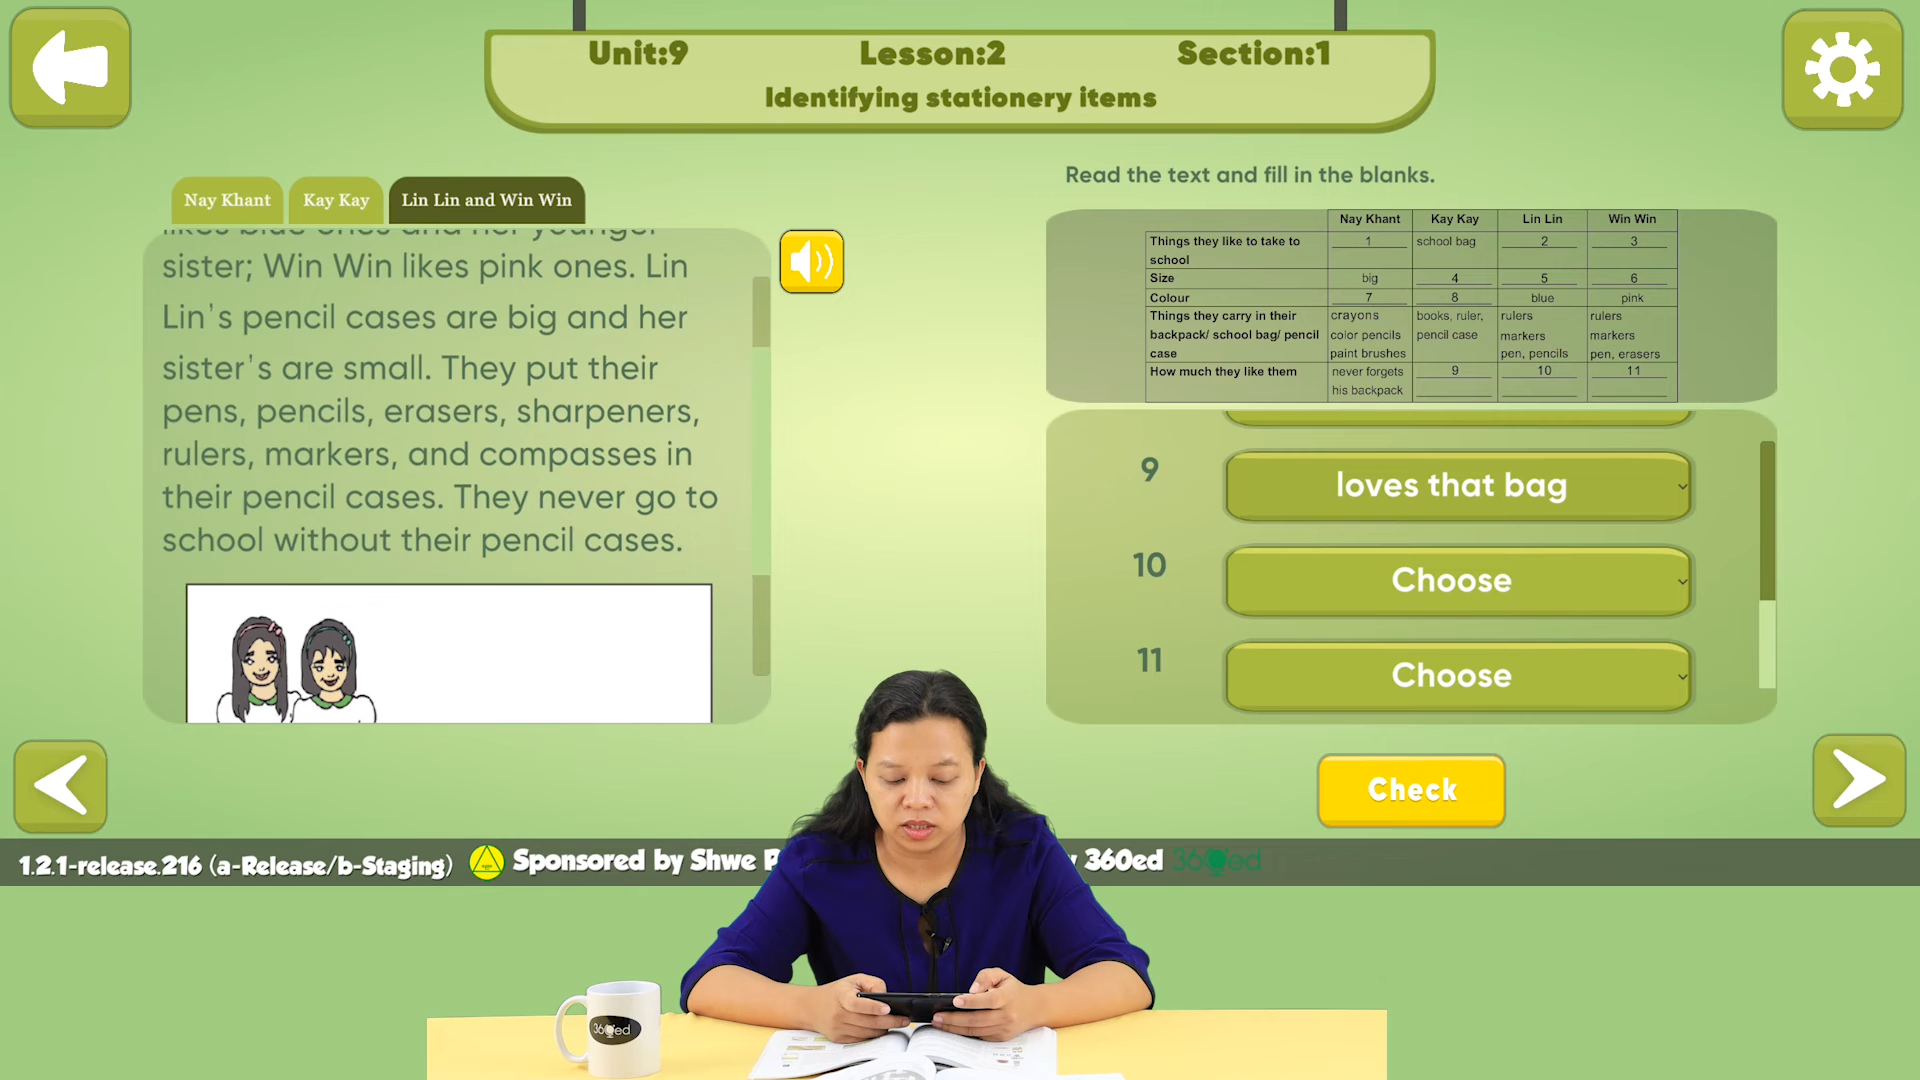 Unit:9 Lesson:2 Section:1
Identifying stationery items
Nay Khant Kay Kay Lin Lin and Win Win
likes blue ones and her younger
sister; Win Win likes pink ones. Lin
Lin's pencil cases are big and her
sister's are small. They put their
pens, pencils, erasers, sharpeners,
rulers, markers, and compasses in
their pencil cases. They never go to
school without their pencil cases.
Read the text and fill in the blanks.
Nay Khant Kay Kay Lin Lin Win Win
Things they like to take to school 1 school bag 2 3
Size big 4 5 6
Colour 7 8 blue pink
Things they carry in their backpack/ school bag/ pencil case crayons color pencils paint brushes books, ruler, pencil case rulers markers pen, pencils rulers markers pen, erasers
How much they like them never forgets his backpack 9 10 11
9 loves that bag
10 Choose
11 Choose
Check
1.2.1-release.216 (a-Release/b-Staging) Sponsored by Shwe 360ed 360ed
360ed